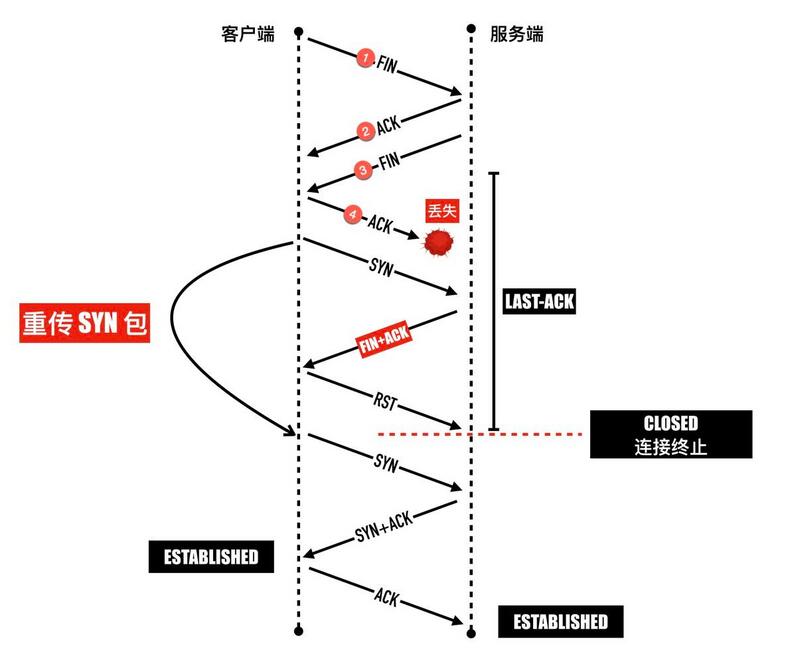 客户端
服务端
1 FIN
2 ACK
3 FIN
4 ACK
丢失
SYN
LAST-ACK
重传 SYN 包
FIN+ACK
RST
CLOSED
连接终止
SYN
SYN+ACK
ESTABLISHED
ACK
ESTABLISHED